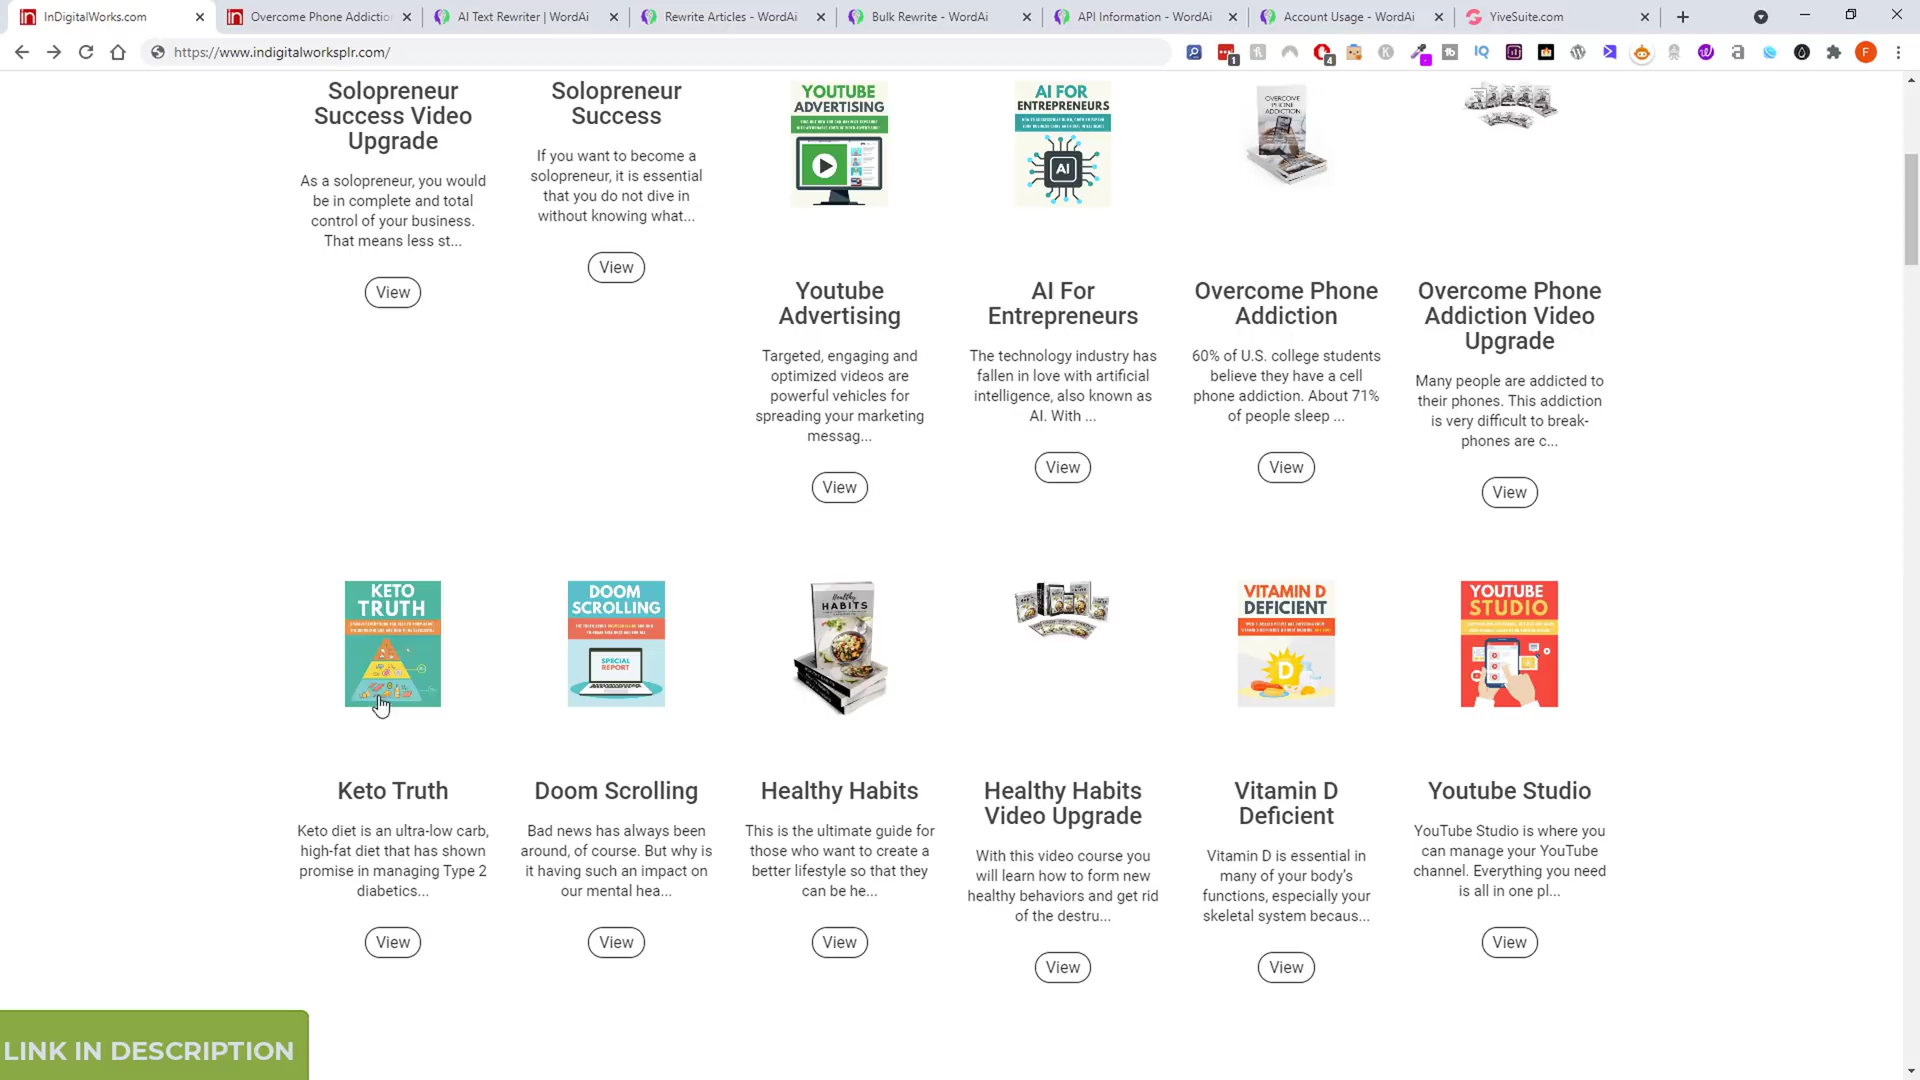 InDigitalWorks.com
Overcome Phone Addictio
AI Text Rewriter | WordAi
Rewrite Articles - WordAi
Bulk Rewrite - WordAi
API Information - WordAi
Account Usage - WordAi
YiveSuite.com
https://www.indigitalworksplr.com/
Solopreneur
Success Video
Upgrade
As a solopreneur, you would
be in complete and total
control of your business.
That means less st...
View
Solopreneur
Success
If you want to become a
solopreneur, it is essential
that you do not dive in
without knowing what...
View
YOUTUBE
ADVERTISING
Youtube
Advertising
Targeted, engaging and
optimized videos are
powerful vehicles for
spreading your marketing
messag...
View
AI FOR
ENTREPRENEURS
AI
AI For
Entrepreneurs
The technology industry has
fallen in love with artificial
intelligence, also known as
AI. With ...
View
OVERCOME
PHONE
ADDICTION
Overcome Phone
Addiction
60% of U.S. college students
believe they have a cell
phone addiction. About 71%
of people sleep ...
View
Overcome Phone
Addiction Video
Upgrade
Many people are addicted to
their phones. This addiction
is very difficult to break-
phones are c...
View
KETO
TRUTH
Keto Truth
Keto diet is an ultra-low carb,
high-fat diet that has shown
promise in managing Type 2
diabetics...
View
DOOM
SCROLLING
SPECIAL
REPORT
Doom Scrolling
Bad news has always been
around, of course. But why is
it having such an impact on
our mental hea...
View
Healthy
HABITS
Healthy Habits
This is the ultimate guide for
those who want to create a
better lifestyle so that they
can be he...
View
Healthy Habits
Video Upgrade
With this video course you
will learn how to form new
healthy behaviors and get rid
of the destru...
View
VITAMIN D
DEFICIENT
D
Vitamin D
Deficient
Vitamin D is essential in
many of your body's
functions, especially your
skeletal system becaus...
View
YOUTUBE
STUDIO
Youtube Studio
YouTube Studio is where you
can manage your YouTube
channel. Everything you need
is all in one pl...
View
LINK IN DESCRIPTION